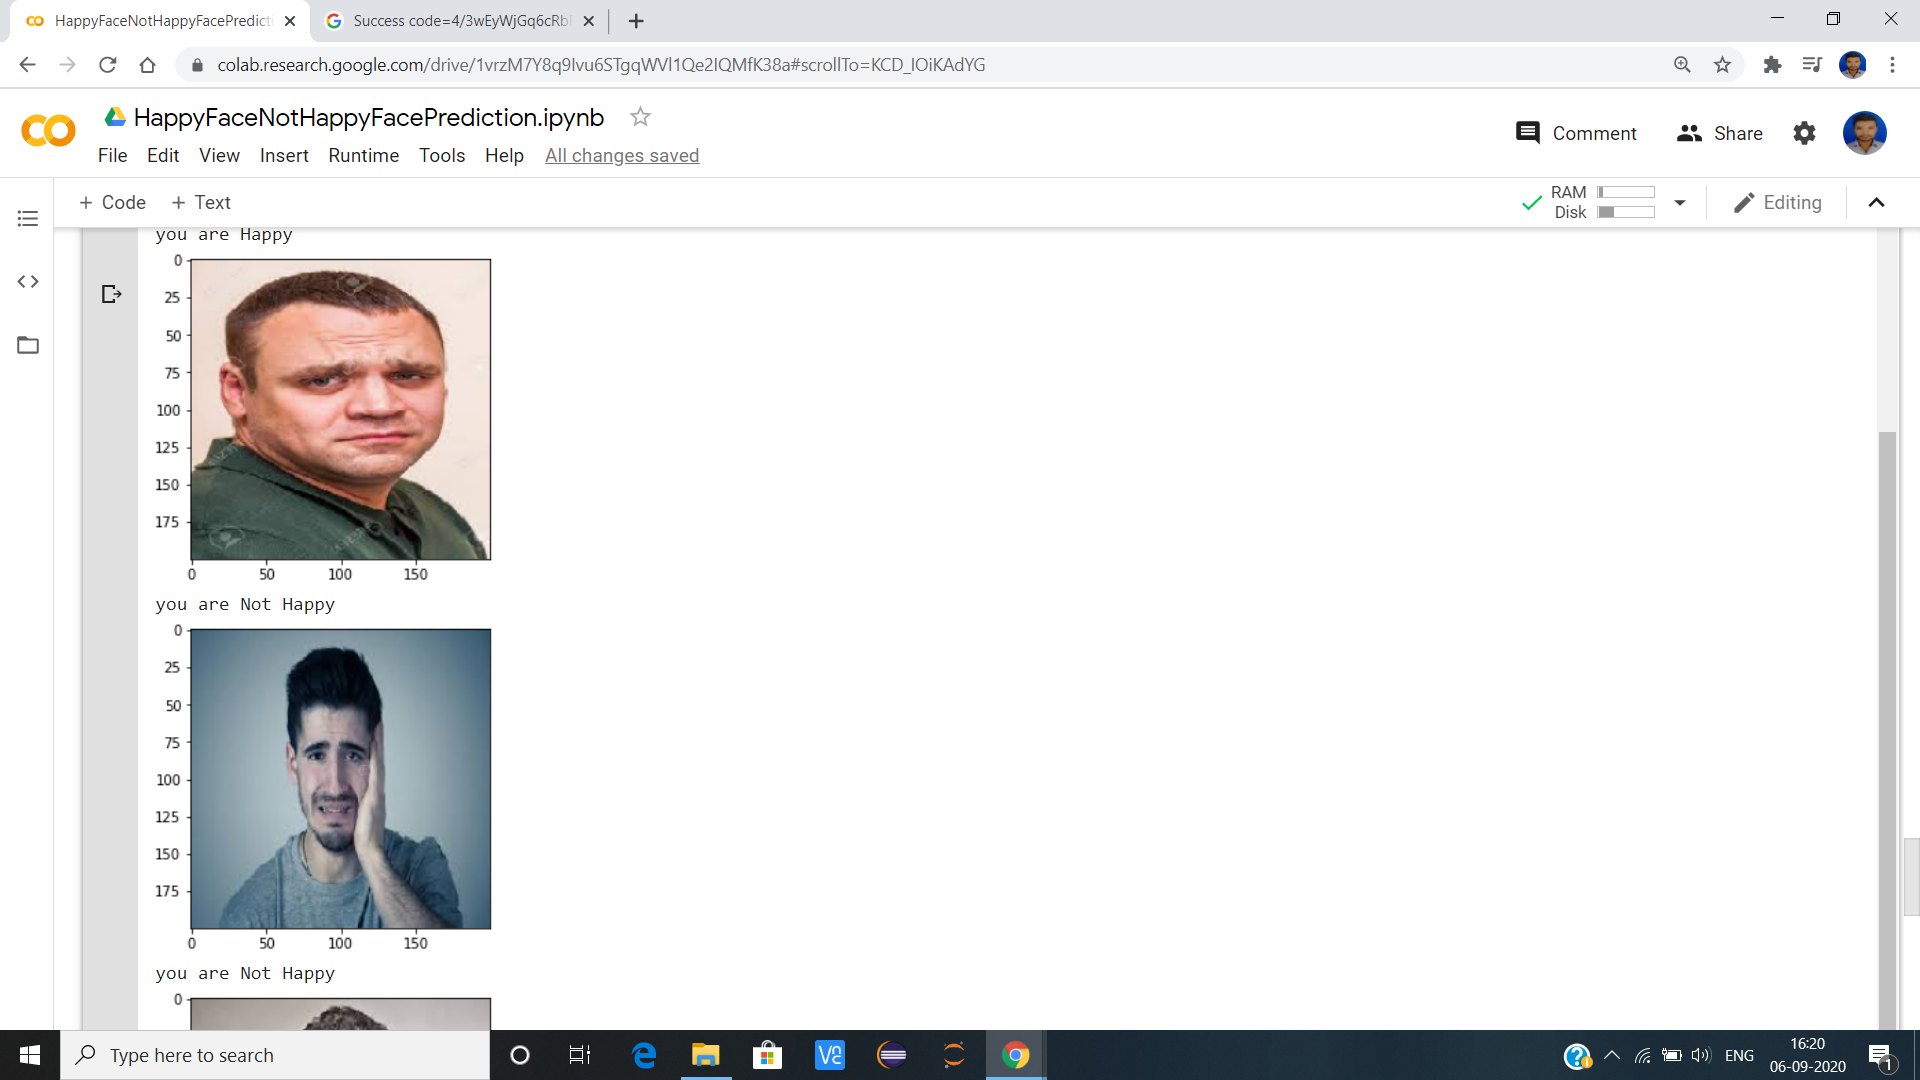 HappyFaceNotHappyFacePredicti
Success code=4/3wEyWjGq6cRb
colab.research.google.com/drive/1vrzM7Y8q9Ivu6STgqWVl1Qe2IQMfK38a#scrollTo=KCD_IOiKAdYG
HappyFaceNotHappyFacePrediction.ipynb
File Edit View Insert Runtime Tools Help All changes saved
Comment Share
+ Code + Text
RAM
Disk
Editing
you are Happy
0
25
50
75
100
125
150
175
0 50 100 150
you are Not Happy
0
25
50
75
100
125
150
175
0 50 100 150
you are Not Happy
0
Type here to search
ENG
16:20
06-09-2020
1